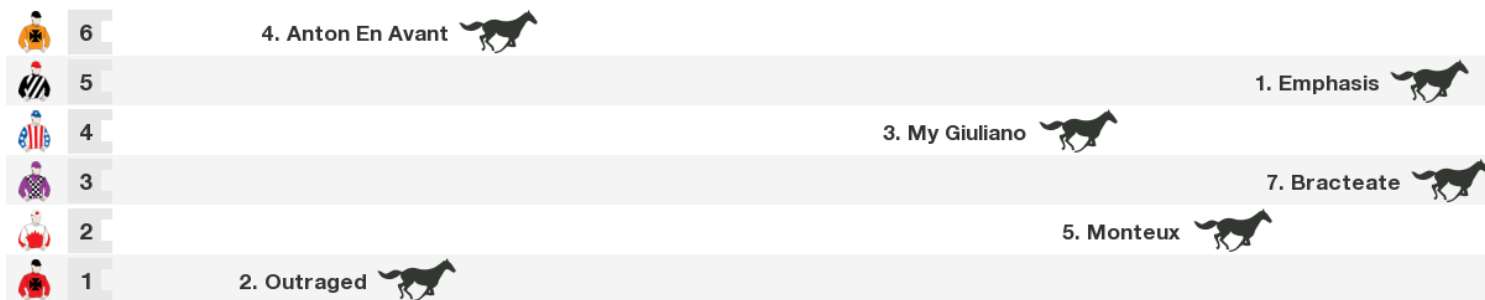 6 4. Anton En Avant
5 1. Emphasis
4 3. My Giuliano
3 7. Bracteate
2 5. Monteux
1 2. Outraged